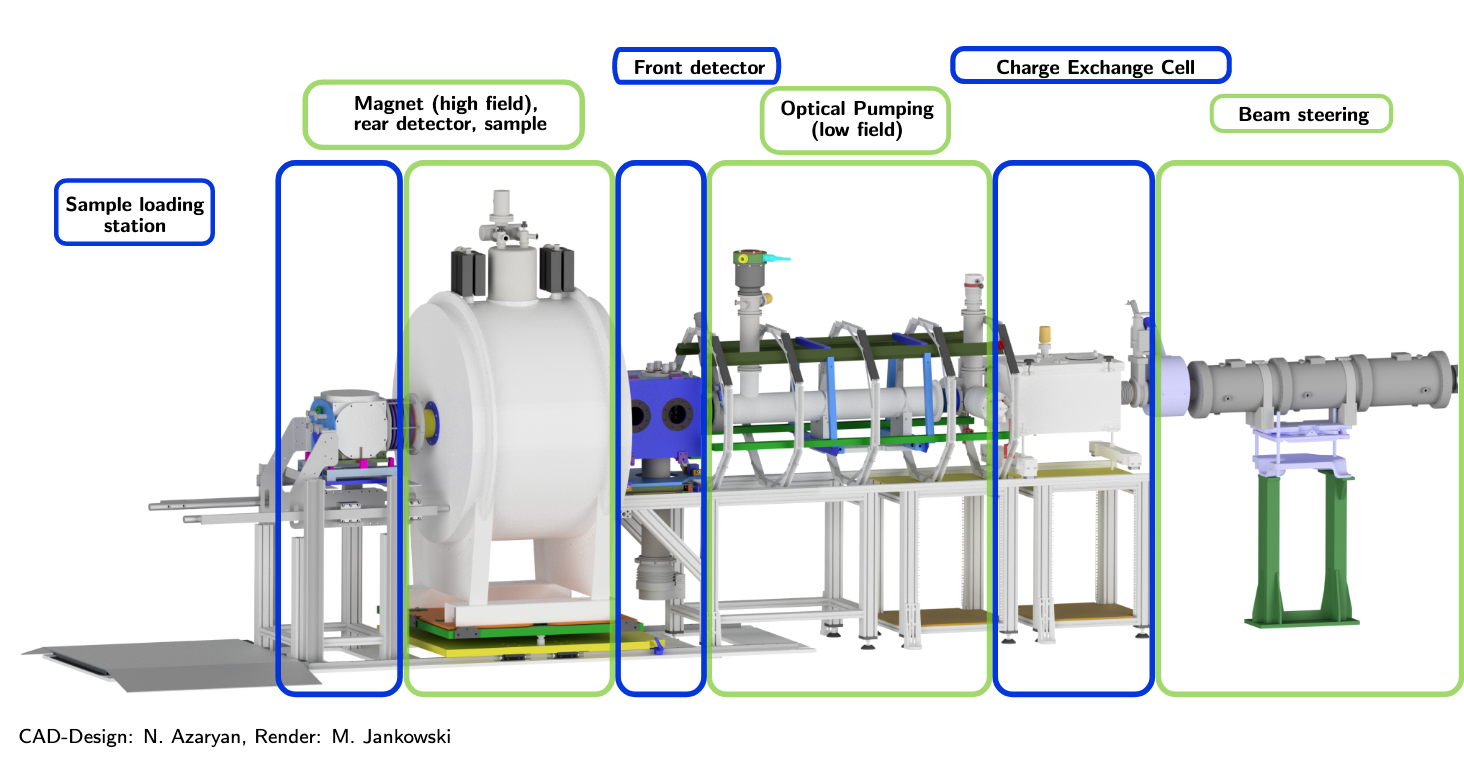 Front detector
Charge Exchange Cell
Magnet (high field),
rear detector, sample
Optical Pumping
(low field)
Beam steering
Sample loading
station
CAD-Design: N. Azaryan, Render: M. Jankowski